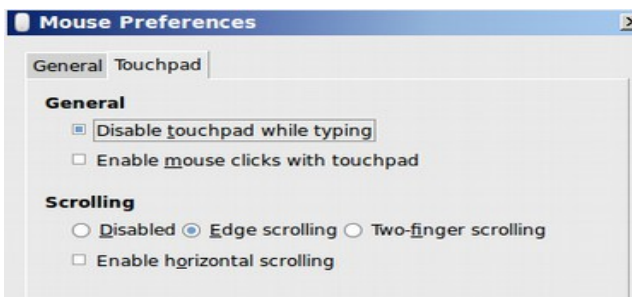 Mouse Preferences
General Touchpad
General
Disable touchpad while typing
Enable mouse clicks with touchpad
Scrolling
Disabled Edge scrolling Two-finger scrolling
Enable horizontal scrolling